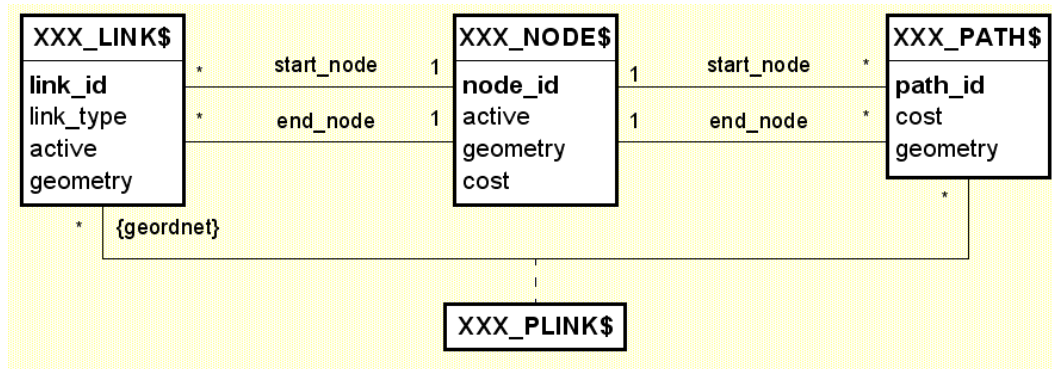 XXX_LINK$
link_id
link_type
active
geometry
* start_node 1
* end_node 1
XXX_NODE$
node_id
active
geometry
cost
1 start_node *
1 end_node *
XXX_PATH$
path_id
cost
geometry
* {geordnet}
*
XXX_PLINK$